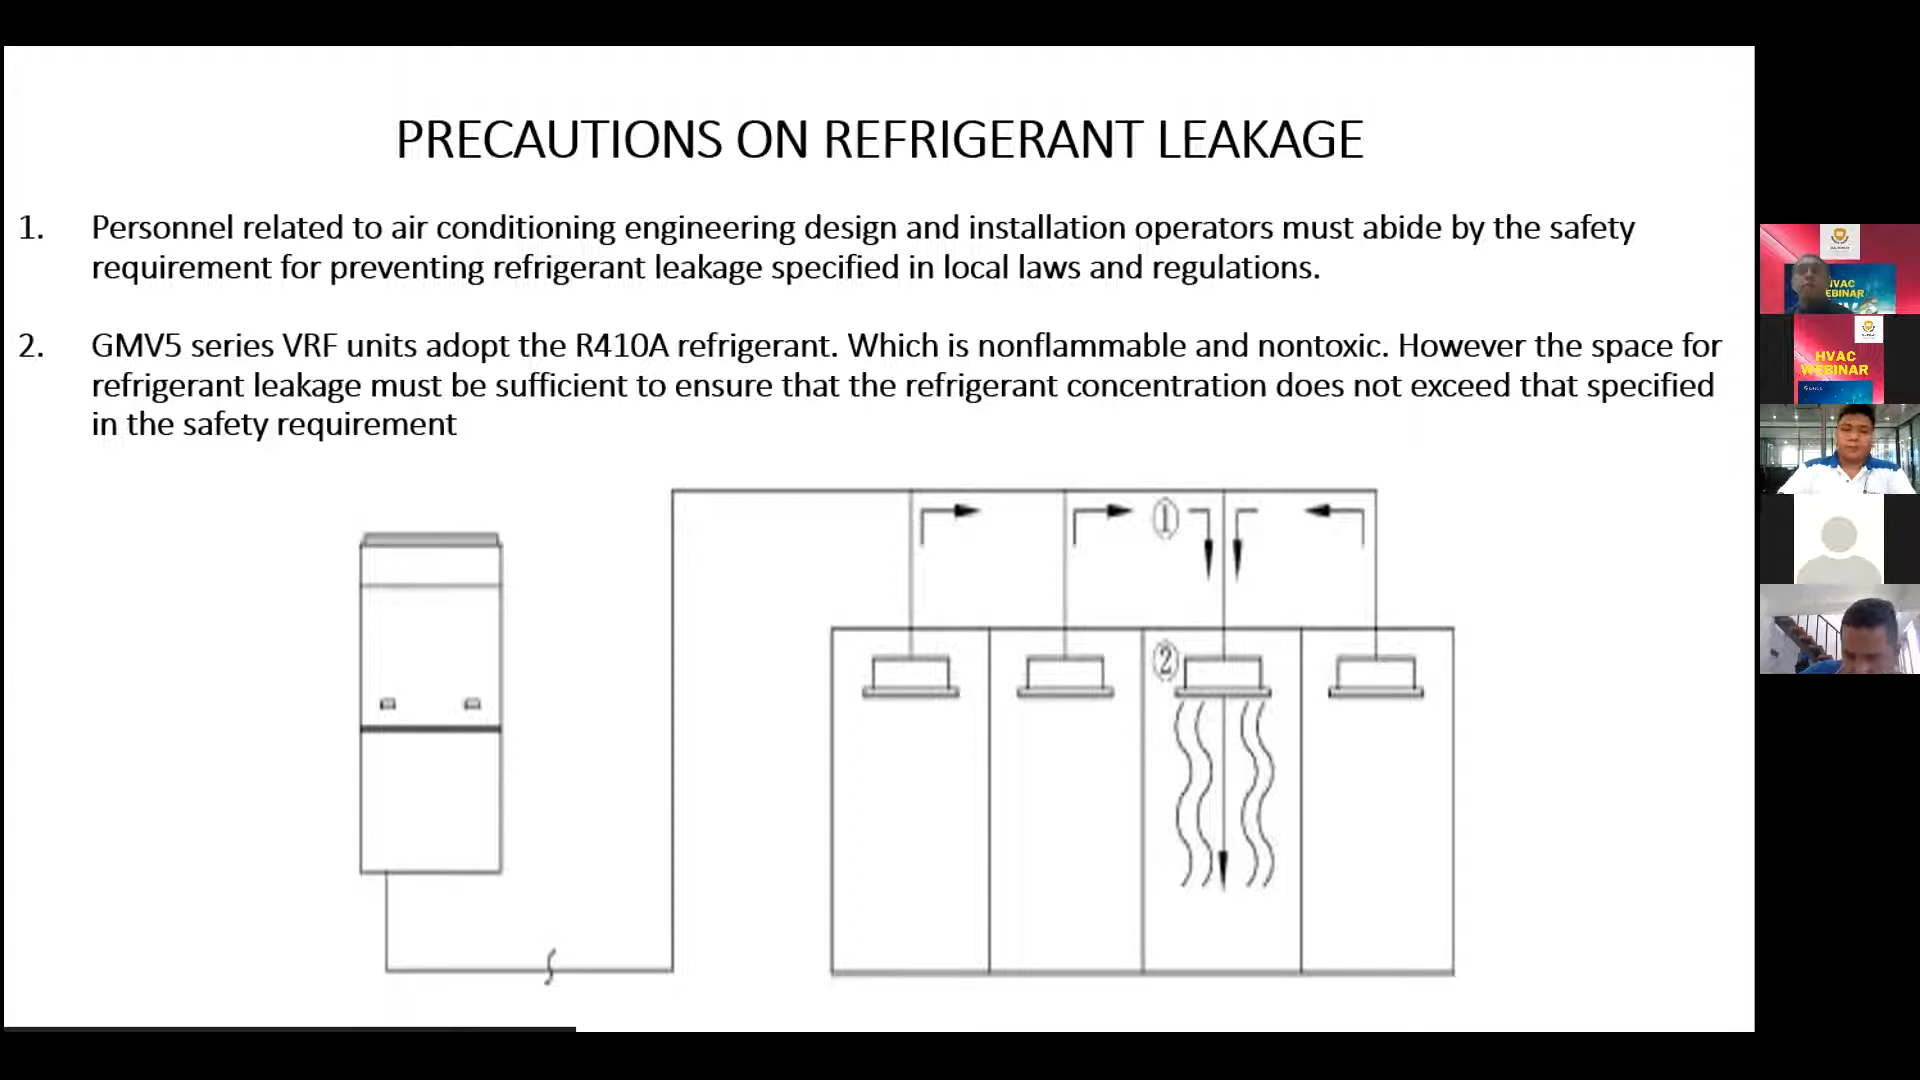 PRECAUTIONS ON REFRIGERANT LEAKAGE
1. Personnel related to air conditioning engineering design and installation operators must abide by the safety
requirement for preventing refrigerant leakage specified in local laws and regulations.
2. GMV5 series VRF units adopt the R410A refrigerant. Which is nonflammable and nontoxic. However the space for
refrigerant leakage must be sufficient to ensure that the refrigerant concentration does not exceed that specified
in the safety requirement
①
②
HVAC
EBINAR
HVAC
WEBINAR